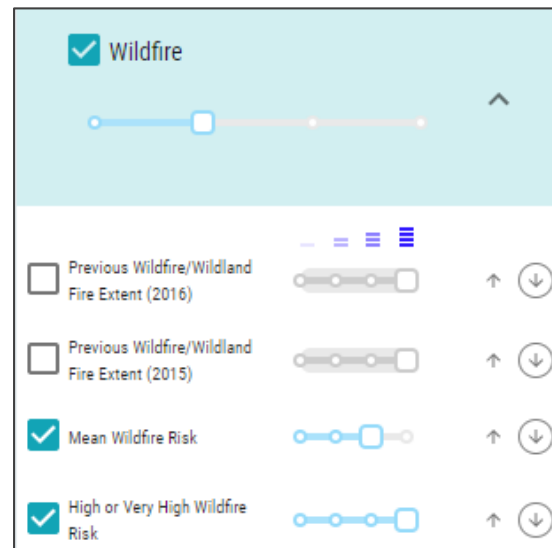 Wildfire
Previous Wildfire/Wildland
Fire Extent (2016)
Previous Wildfire/Wildland
Fire Extent (2015)
Mean Wildfire Risk
High or Very High Wildfire
Risk